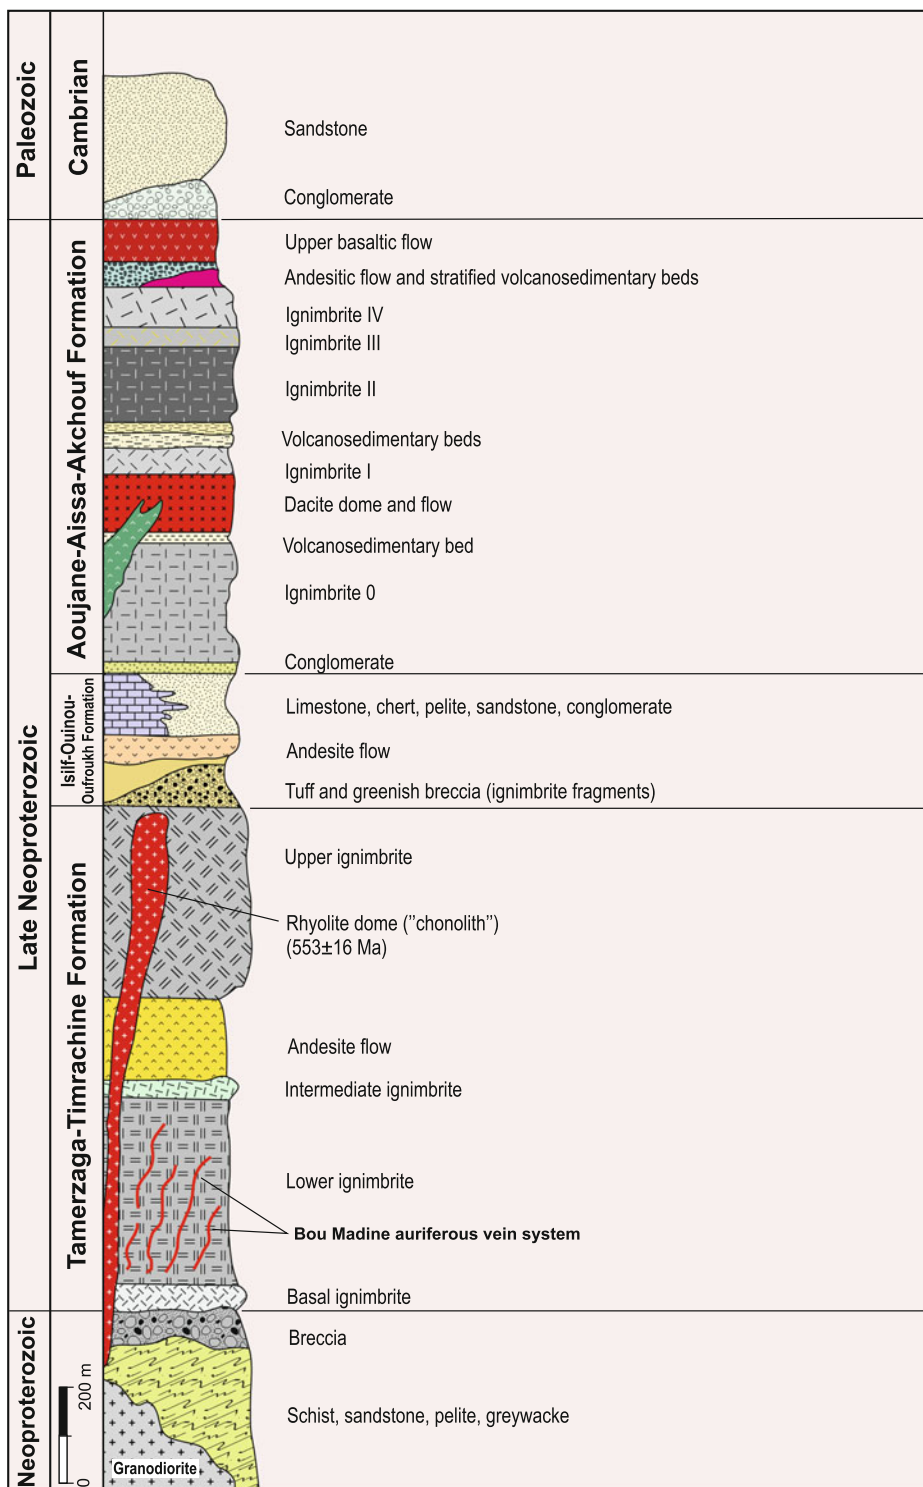 Paleozoic
Cambrian
Sandstone
Conglomerate
Late Neoproterozoic
Aoujane-Aissa-Akchouf Formation
Upper basaltic flow
Andesitic flow and stratified volcanosedimentary beds
Ignimbrite IV
Ignimbrite III
Ignimbrite II
Volcanosedimentary beds
Ignimbrite I
Dacite dome and flow
Volcanosedimentary bed
Ignimbrite 0
Conglomerate
Isilf-Ouinou-
Oufroukh Formation
Limestone, chert, pelite, sandstone, conglomerate
Andesite flow
Tuff and greenish breccia (ignimbrite fragments)
Tamerzaga-Timrachine Formation
Upper ignimbrite
Rhyolite dome (''chonolith'')
(553±16 Ma)
Andesite flow
Intermediate ignimbrite
Lower ignimbrite
Bou Madine auriferous vein system
Basal ignimbrite
Neoproterozoic
Breccia
Schist, sandstone, pelite, greywacke
Granodiorite
200 m
0